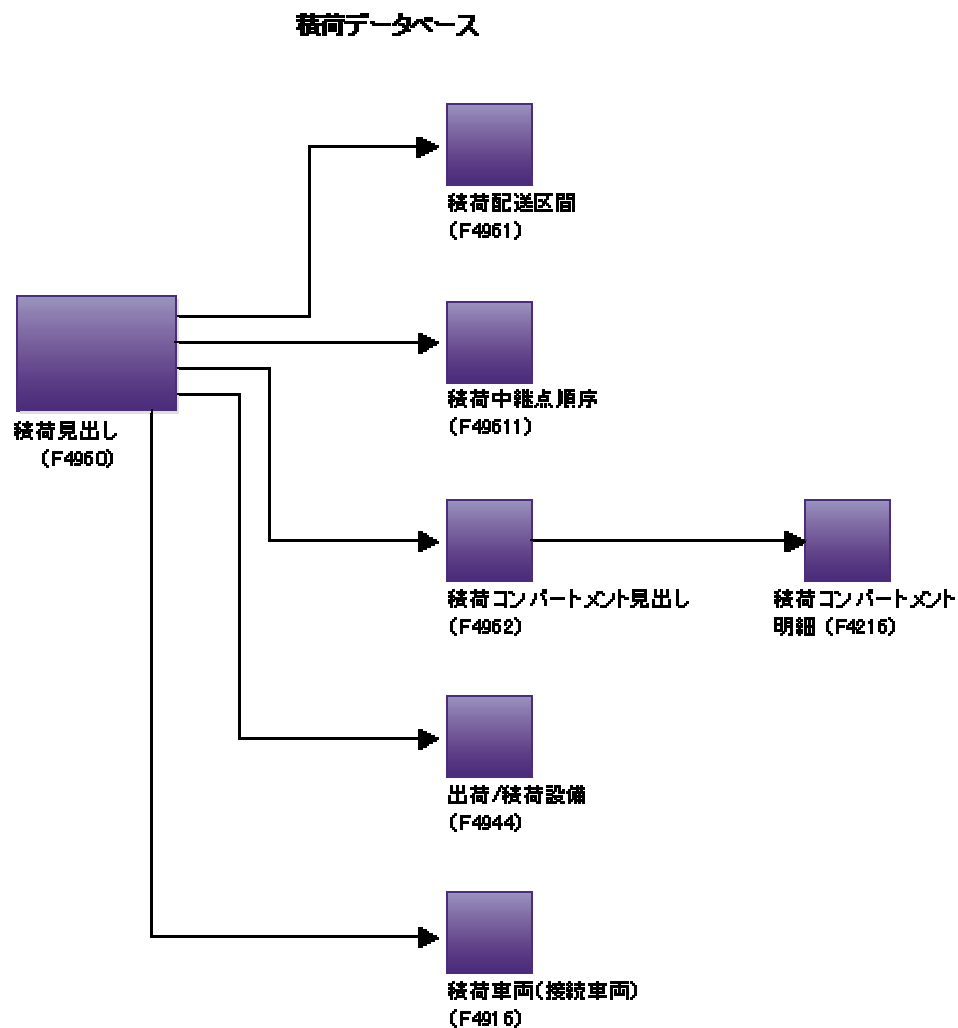 積荷データベース
積荷配送区間
(F4961)
積荷見出し
(F4960)
積荷中継点順序
(F49611)
積荷コンパートメント見出し
(F4962)
積荷コンパートメント
明細 (F4216)
出荷/積荷設備
(F4944)
積荷車両(接続車両)
(F4916)